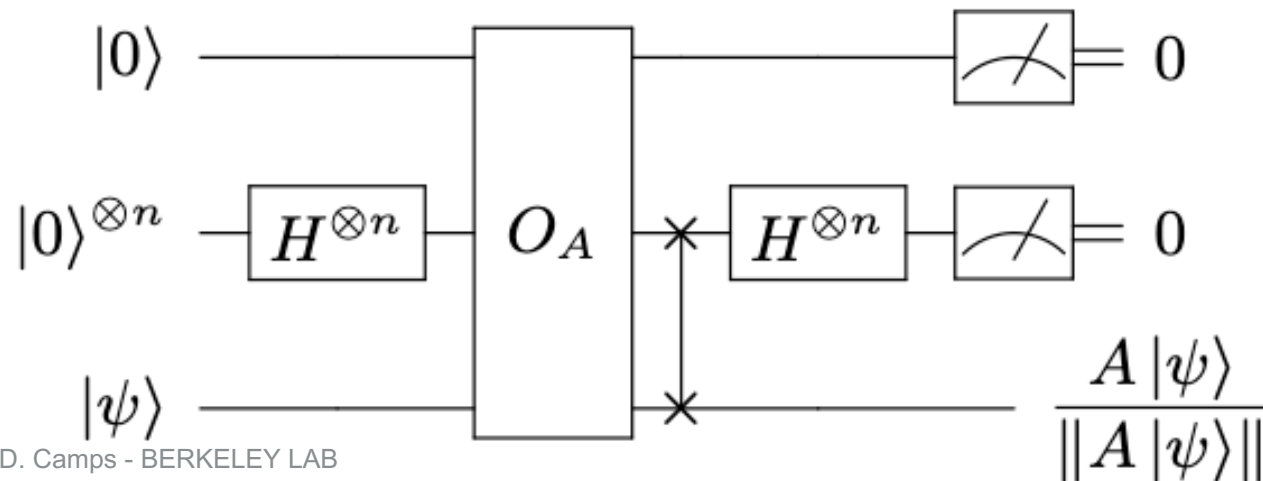 |0⟩ 0
|0⟩⊗n H⊗n O_A H⊗n 0
|ψ⟩ A|ψ⟩
‖A|ψ⟩‖
D. Camps - BERKELEY LAB